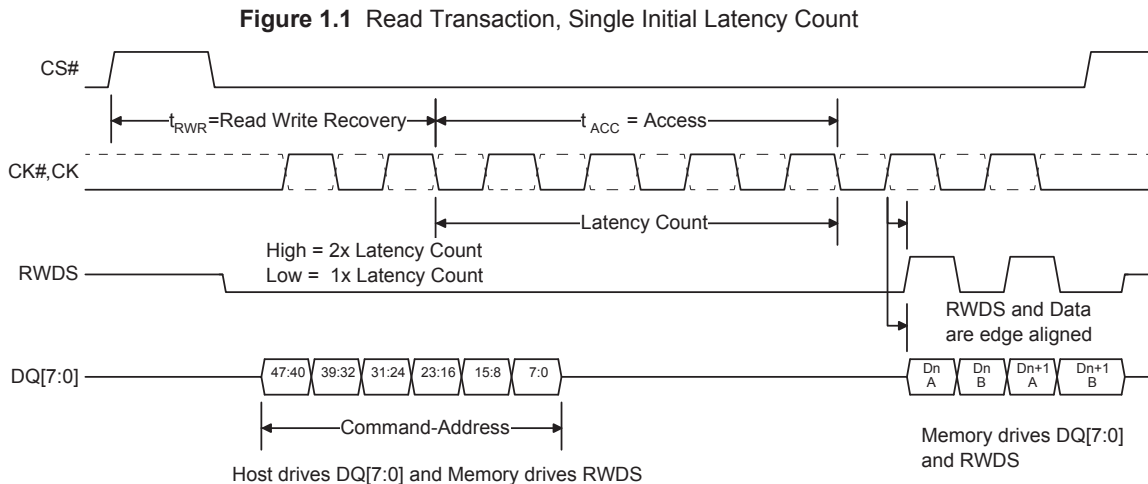 Figure 1.1 Read Transaction, Single Initial Latency Count
CS#
tRWR=Read Write Recovery
tACC = Access
CK#,CK
Latency Count
High = 2x Latency Count
Low = 1x Latency Count
RWDS
RWDS and Data
are edge aligned
DQ[7:0]
47:40 39:32 31:24 23:16 15:8 7:0
Dn Dn Dn+1 Dn+1
A B A B
Command-Address
Memory drives DQ[7:0]
and RWDS
Host drives DQ[7:0] and Memory drives RWDS